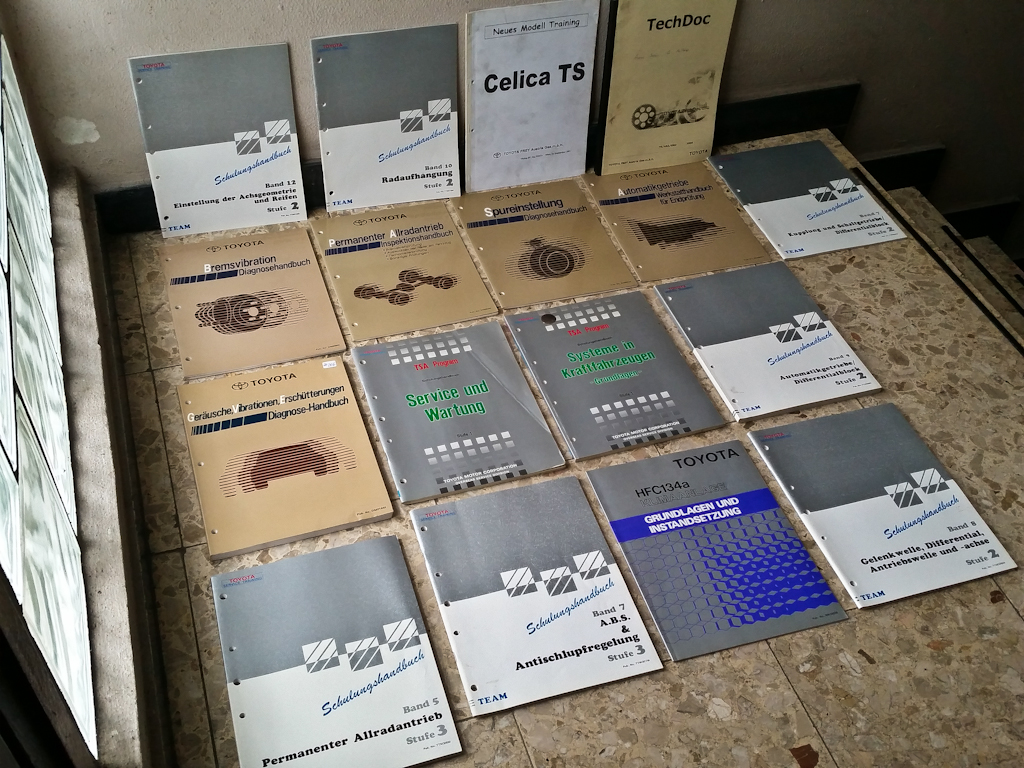 TOYOTA
Schulungshandbuch
Band 12
Einstellung der Achsgeometrie
und Reifen
Stufe 2
TOYOTA
Schulungshandbuch
Band 10
Radaufhängung
Stufe 2
Neues Modell Training
Celica TS
TechDoc
TOYOTA
TOYOTA
Bremsvibration
Diagnosehandbuch
TOYOTA
Permanenter Allradantrieb
Inspektionshandbuch
TOYOTA
Spureinstellung
Diagnosehandbuch
TOYOTA
Automatikgetriebe
Werkstatthandbuch
für Endprüfung
Schulungshandbuch
Kupplung und Schaltgetriebe/
Differentialblock
Stufe 2
TEAM
TOYOTA
Geräusche, Vibrationen, Erschütterungen
Diagnose-Handbuch
TSA Program
Service und
Wartung
TOYOTA MOTOR CORPORATION
TSA Program
Systeme in
Kraftfahrzeugen
-Grundlagen-
TOYOTA MOTOR CORPORATION
Schulungshandbuch
Band 9
Automatikgetriebe/
Differentialblock
Stufe 2
TEAM
TOYOTA
Schulungshandbuch
Band 5
Permanenter Allradantrieb
Stufe 3
TOYOTA
Schulungshandbuch
Band 7
A.B.S.
&
Antischlupfregelung
Stufe 3
TEAM
TOYOTA
HFC134a
KLIMAANLAGE
GRUNDLAGEN UND
INSTANDSETZUNG
Schulungshandbuch
Band 8
Gelenkwelle, Differential,
Antriebswelle und -achse
Stufe 2
TEAM